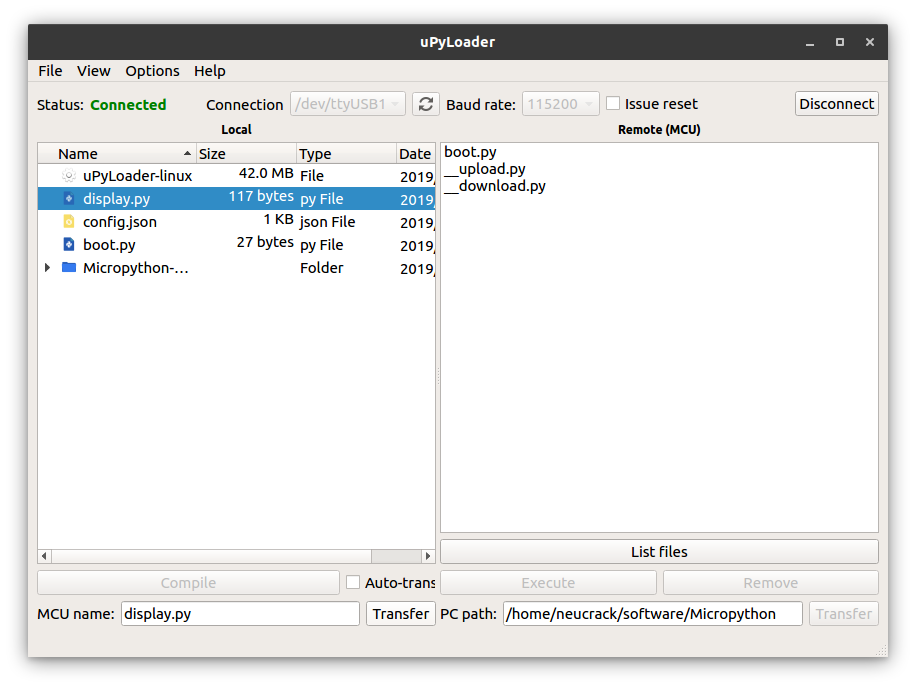 uPyLoader
File View Options Help
Status: Connected Connection /dev/ttyUSB1 Baud rate: 115200 Issue reset Disconnect
Local Remote (MCU)
Name Size Type Date
uPyLoader-linux 42.0 MB File 2019,
display.py 117 bytes py File 2019,
config.json 1 KB json File 2019,
boot.py 27 bytes py File 2019,
Micropython-... Folder 2019,
boot.py
__upload.py
__download.py
List files
Compile Auto-trans Execute Remove
MCU name: display.py Transfer PC path: /home/neucrack/software/Micropython Transfer